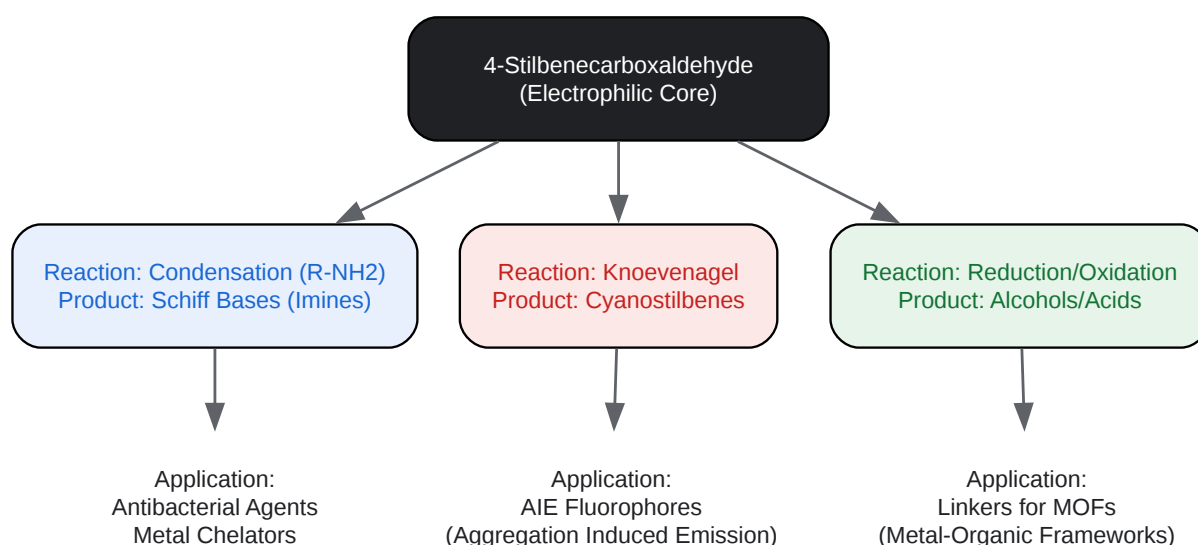 4-Stilbenecarboxaldehyde
(Electrophilic Core)
Reaction: Condensation (R-NH2)
Product: Schiff Bases (Imines)
Reaction: Knoevenagel
Product: Cyanostilbenes
Reaction: Reduction/Oxidation
Product: Alcohols/Acids
Application:
Antibacterial Agents
Metal Chelators
Application:
AIE Fluorophores
(Aggregation Induced Emission)
Application:
Linkers for MOFs
(Metal-Organic Frameworks)